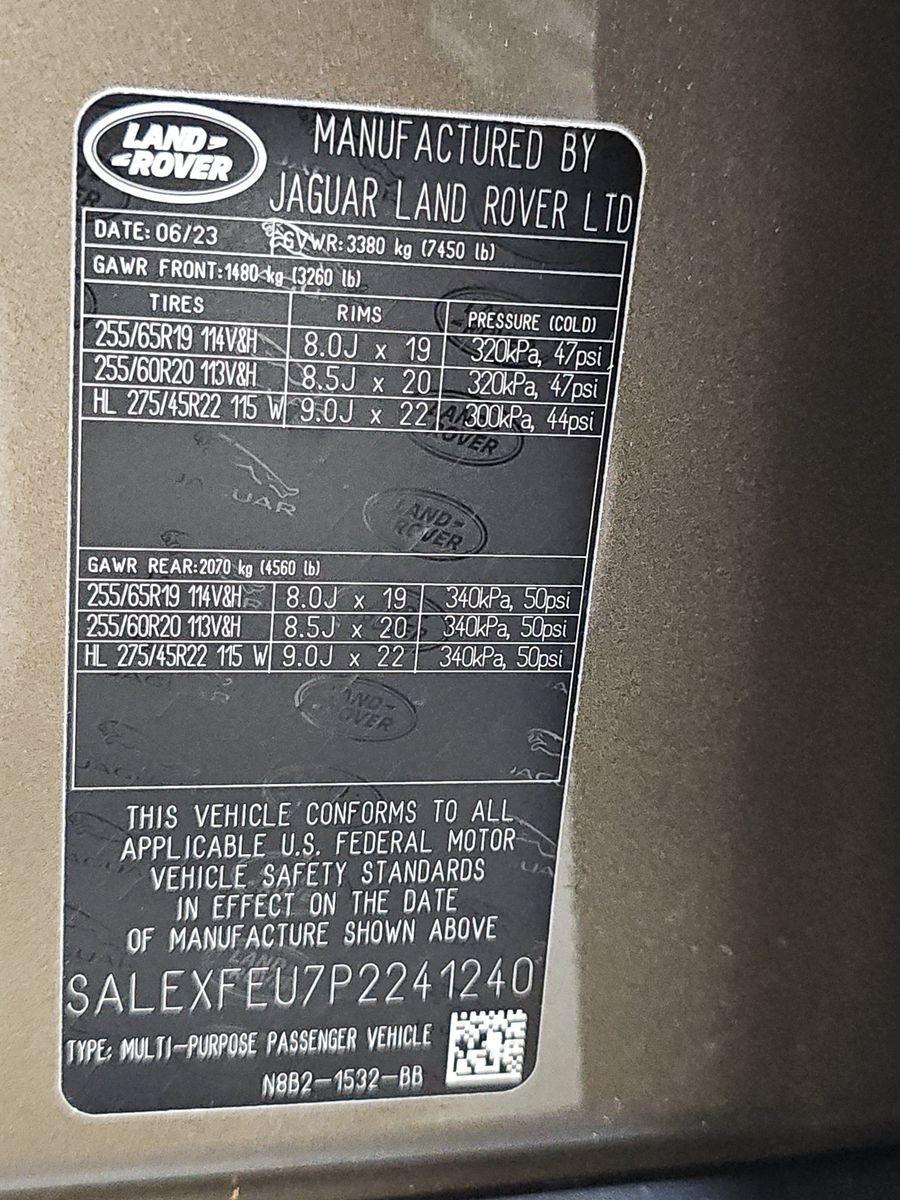 LAND ROVER
MANUFACTURED BY
JAGUAR LAND ROVER LTD
DATE: 06/23 GVWR: 3380 kg (7450 lb)
GAWR FRONT: 1480 kg (3260 lb)
TIRES RIMS PRESSURE (COLD)
255/65R19 114V&H 8.0J x 19 320kPa, 47psi
255/60R20 113V&H 8.5J x 20 320kPa, 47psi
HL 275/45R22 115 W 9.0J x 22 300kPa, 44psi
GAWR REAR: 2070 kg (4560 lb)
255/65R19 114V&H 8.0J x 19 340kPa, 50psi
255/60R20 113V&H 8.5J x 20 340kPa, 50psi
HL 275/45R22 115 W 9.0J x 22 340kPa, 50psi
THIS VEHICLE CONFORMS TO ALL
APPLICABLE U.S. FEDERAL MOTOR
VEHICLE SAFETY STANDARDS
IN EFFECT ON THE DATE
OF MANUFACTURE SHOWN ABOVE
SALEXFEU7P2241240
TYPE: MULTI-PURPOSE PASSENGER VEHICLE
N8B2-1532-BB